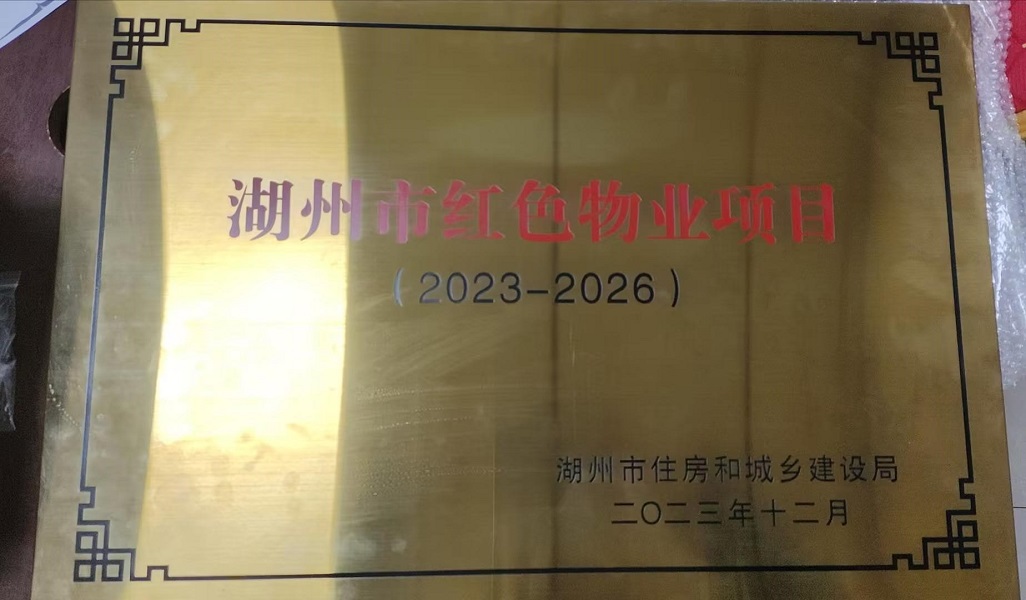 湖州市红色物业项目
（2023-2026）
湖州市住房和城乡建设局
二〇二三年十二月